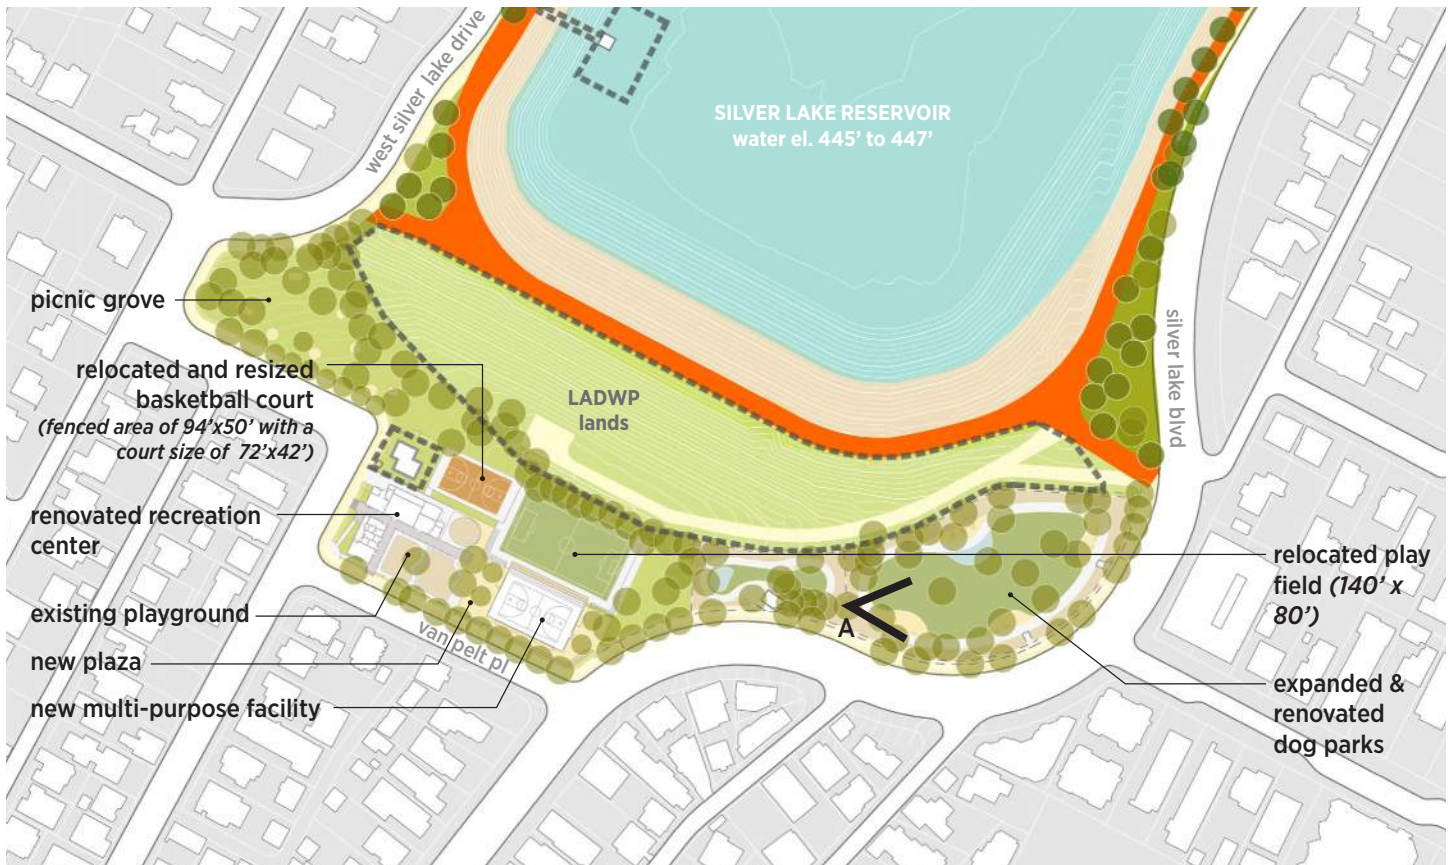 west silver lake drive
SILVER LAKE RESERVOIR
water el. 445’ to 447’
picnic grove
relocated and resized
basketball court
(fenced area of 94’x50’ with a
court size of 72’x42’)
LADWP
lands
silver lake blvd
renovated recreation
center
existing playground
new plaza
new multi-purpose facility
van pelt pl
A
relocated play
field (140’ x
80’)
expanded &
renovated
dog parks